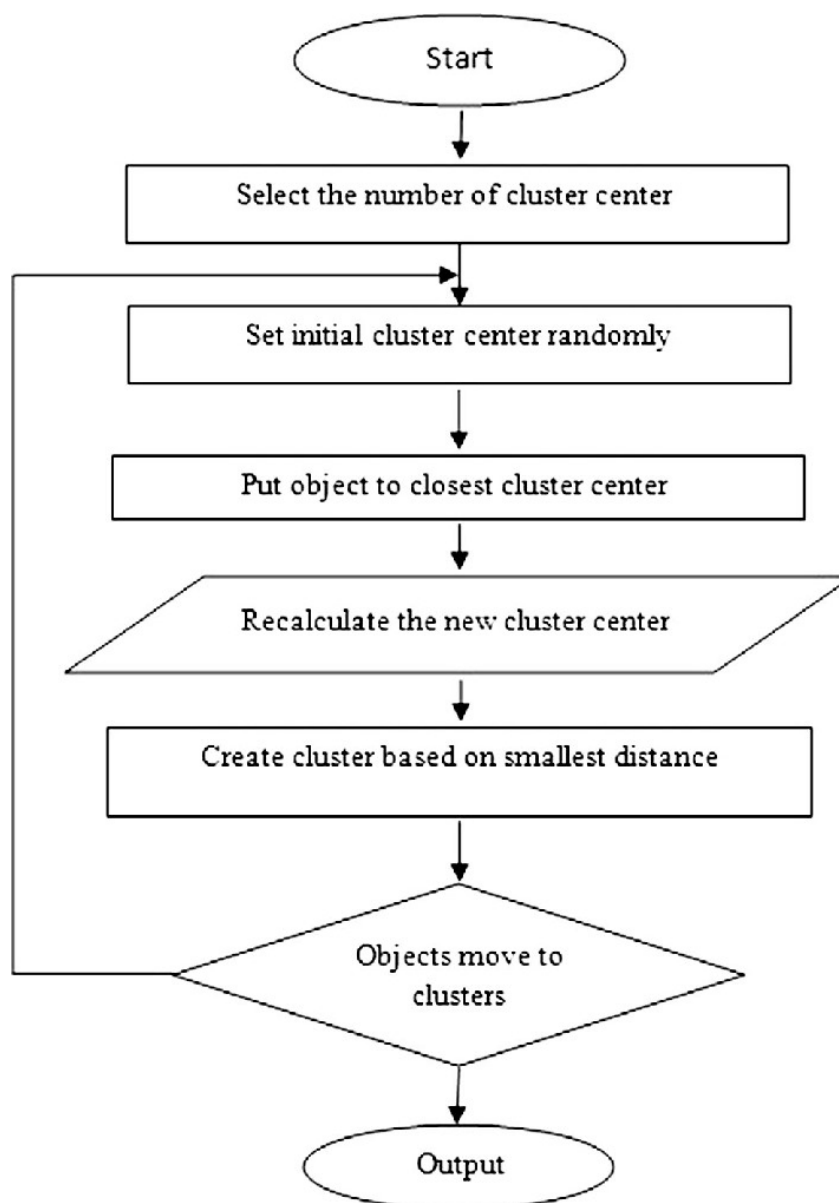 Start
Select the number of cluster center
Set initial cluster center randomly
Put object to closest cluster center
Recalculate the new cluster center
Create cluster based on smallest distance
Objects move to
clusters
Output